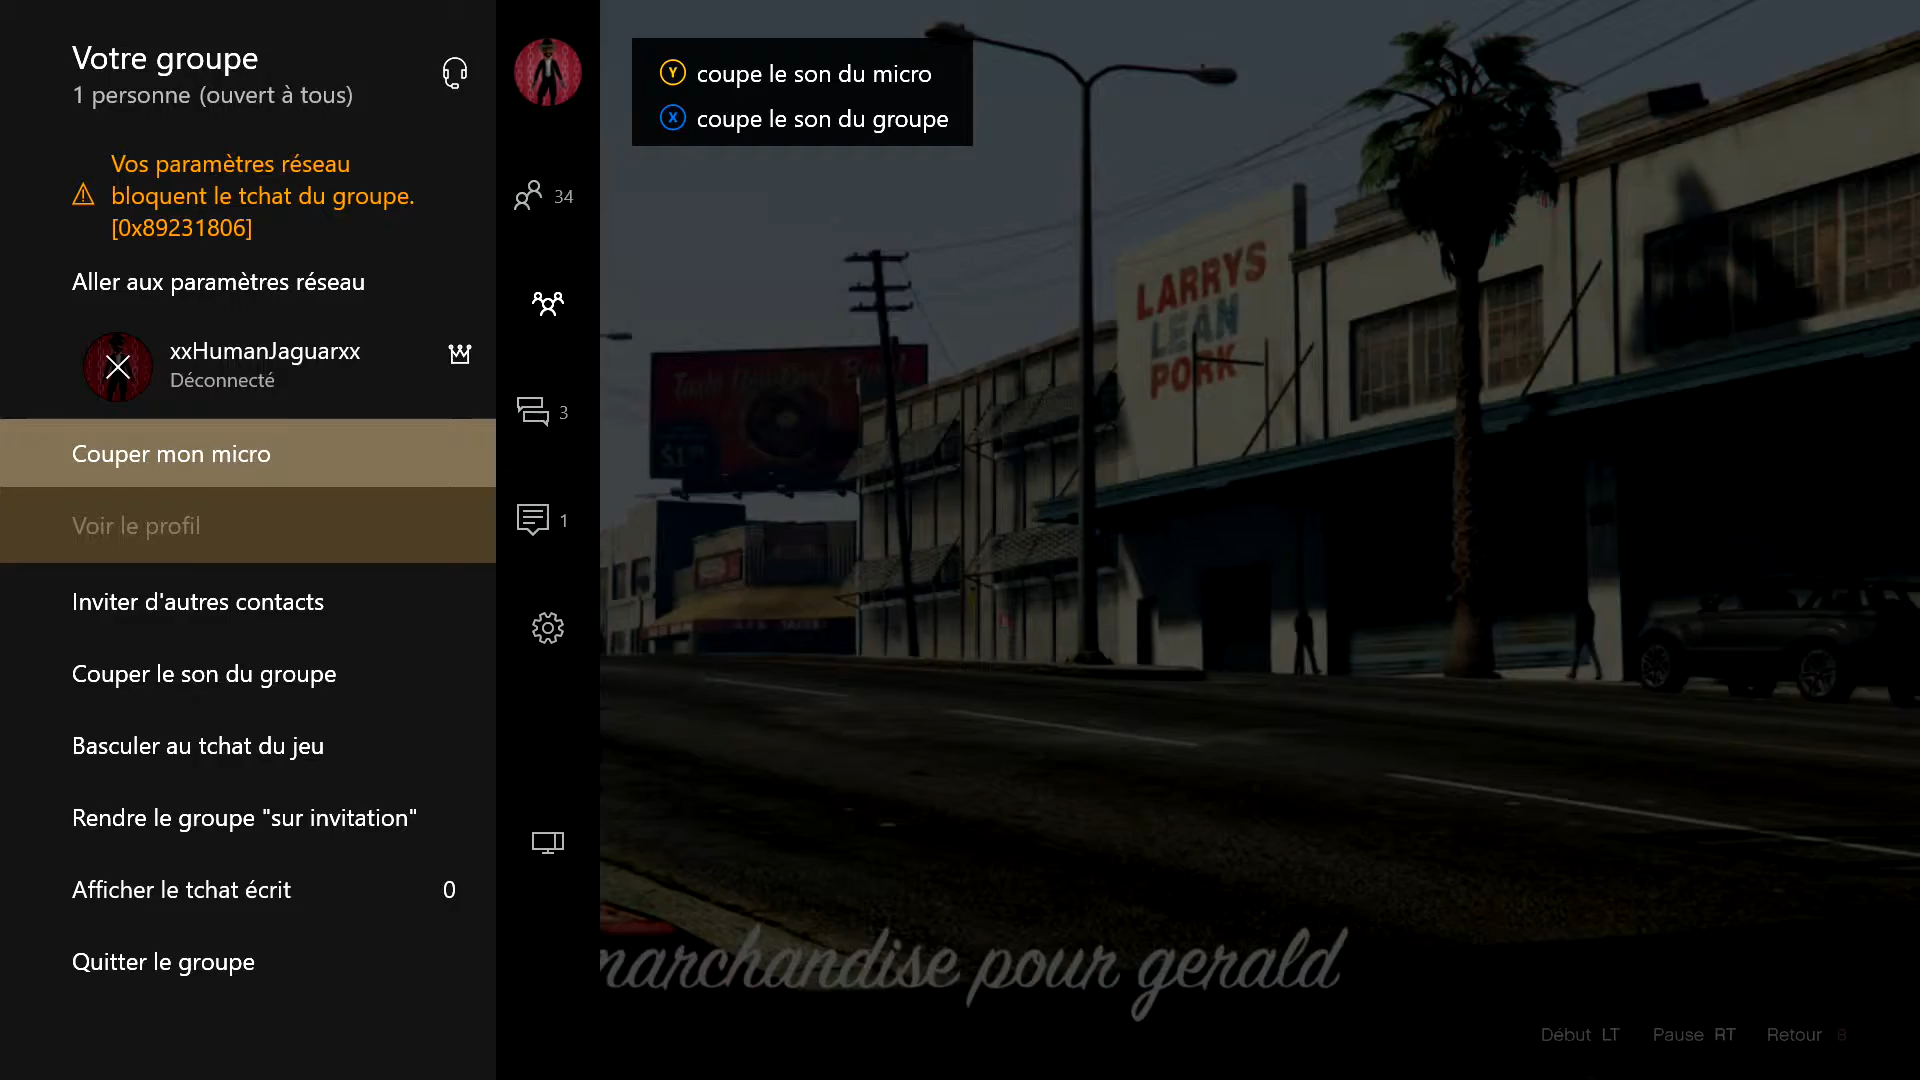 Votre groupe
1 personne (ouvert à tous)
Vos paramètres réseau
bloquent le tchat du groupe.
[0x89231806]
Aller aux paramètres réseau
xxHumanJaguarxx
Déconnecté
Couper mon micro
Voir le profil
Inviter d'autres contacts
Couper le son du groupe
Basculer au tchat du jeu
Rendre le groupe "sur invitation"
Afficher le tchat écrit 0
Quitter le groupe
34
3
1
Y coupe le son du micro
X coupe le son du groupe
LARRYS
LEAN
PORK
marchandise pour gerald
Début LT Pause RT Retour B